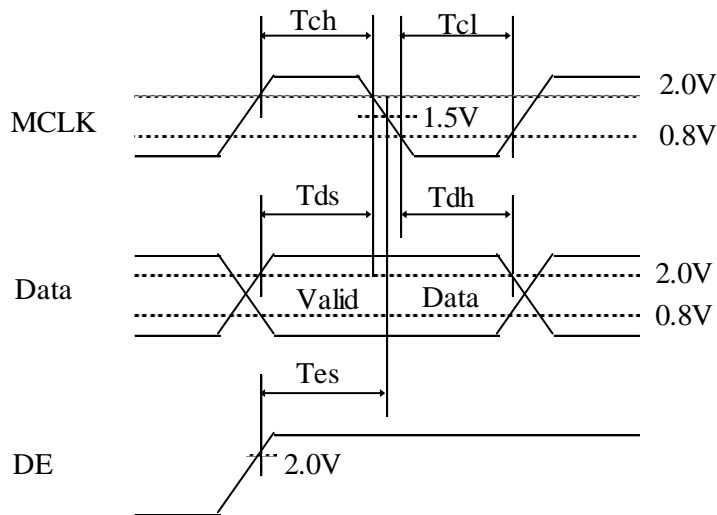 Tch
Tcl
2.0V
MCLK
1.5V
0.8V
Tds
Tdh
2.0V
Data
Valid
Data
0.8V
Tes
DE
2.0V